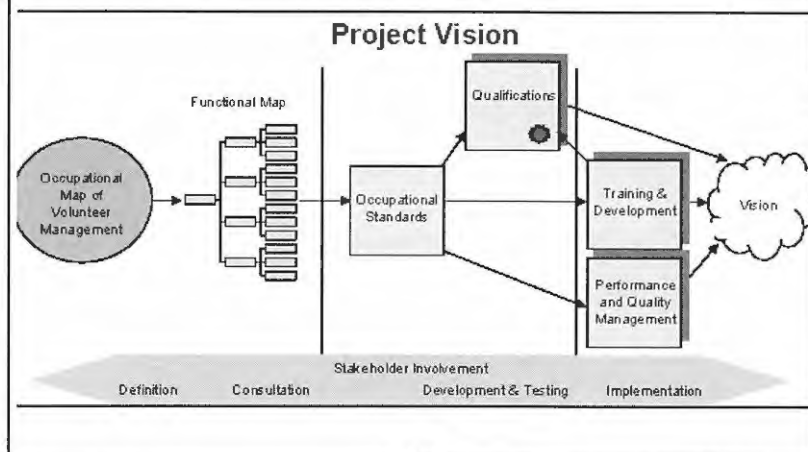 Project Vision
Functional Map
Qualifications
Occupational
Map of
Volunteer
Management
Occupational
Standards
Training &
Development
Vision
Performance
and Quality
Management
Stakeholder Involvement
Definition
Consultation
Development & Testing
Implementation